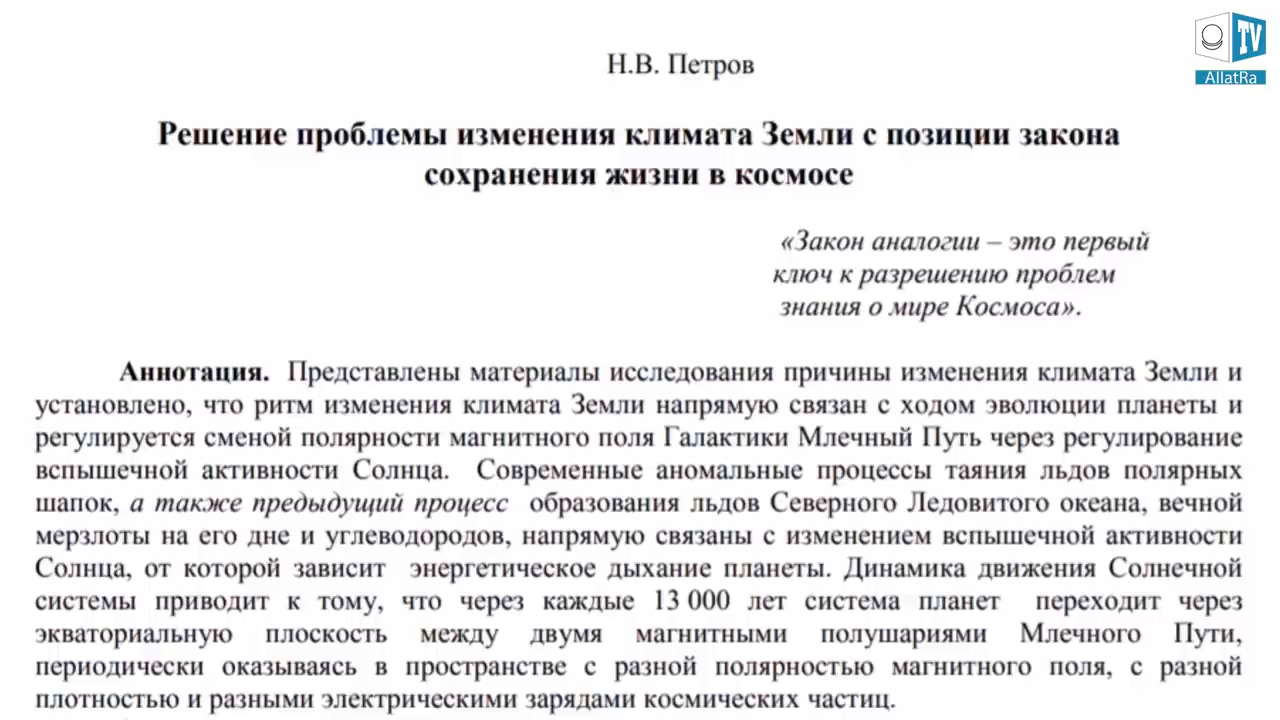 TV
AllatRa
Н.В. Петров
Решение проблемы изменения климата Земли с позиции закона
сохранения жизни в космосе
«Закон аналогии – это первый
ключ к разрешению проблем
знания о мире Космоса».
Аннотация. Представлены материалы исследования причины изменения климата Земли и
установлено, что ритм изменения климата Земли напрямую связан с ходом эволюции планеты и
регулируется сменой полярности магнитного поля Галактики Млечный Путь через регулирование
вспышечной активности Солнца. Современные аномальные процессы таяния льдов полярных
шапок, а также предыдущий процесс образования льдов Северного Ледовитого океана, вечной
мерзлоты на его дне и углеводородов, напрямую связаны с изменением вспышечной активности
Солнца, от которой зависит энергетическое дыхание планеты. Динамика движения Солнечной
системы приводит к тому, что через каждые 13 000 лет система планет переходит через
экваториальную плоскость между двумя магнитными полушариями Млечного Пути,
периодически оказываясь в пространстве с разной полярностью магнитного поля, с разной
плотностью и разными электрическими зарядами космических частиц.